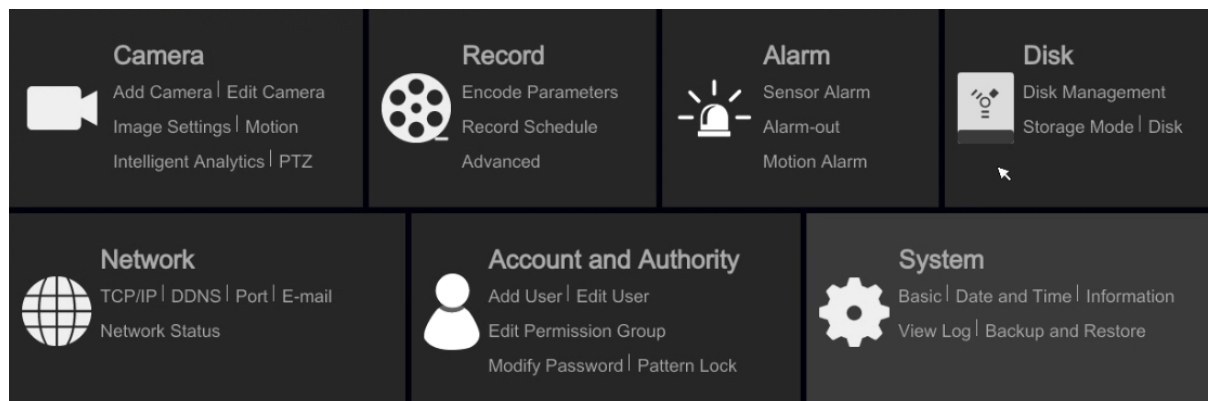 Camera
Add Camera | Edit Camera
Image Settings | Motion
Intelligent Analytics | PTZ
Record
Encode Parameters
Record Schedule
Advanced
Alarm
Sensor Alarm
Alarm-out
Motion Alarm
Disk
Disk Management
Storage Mode | Disk
Network
TCP/IP | DDNS | Port | E-mail
Network Status
Account and Authority
Add User | Edit User
Edit Permission Group
Modify Password | Pattern Lock
System
Basic | Date and Time | Information
View Log | Backup and Restore